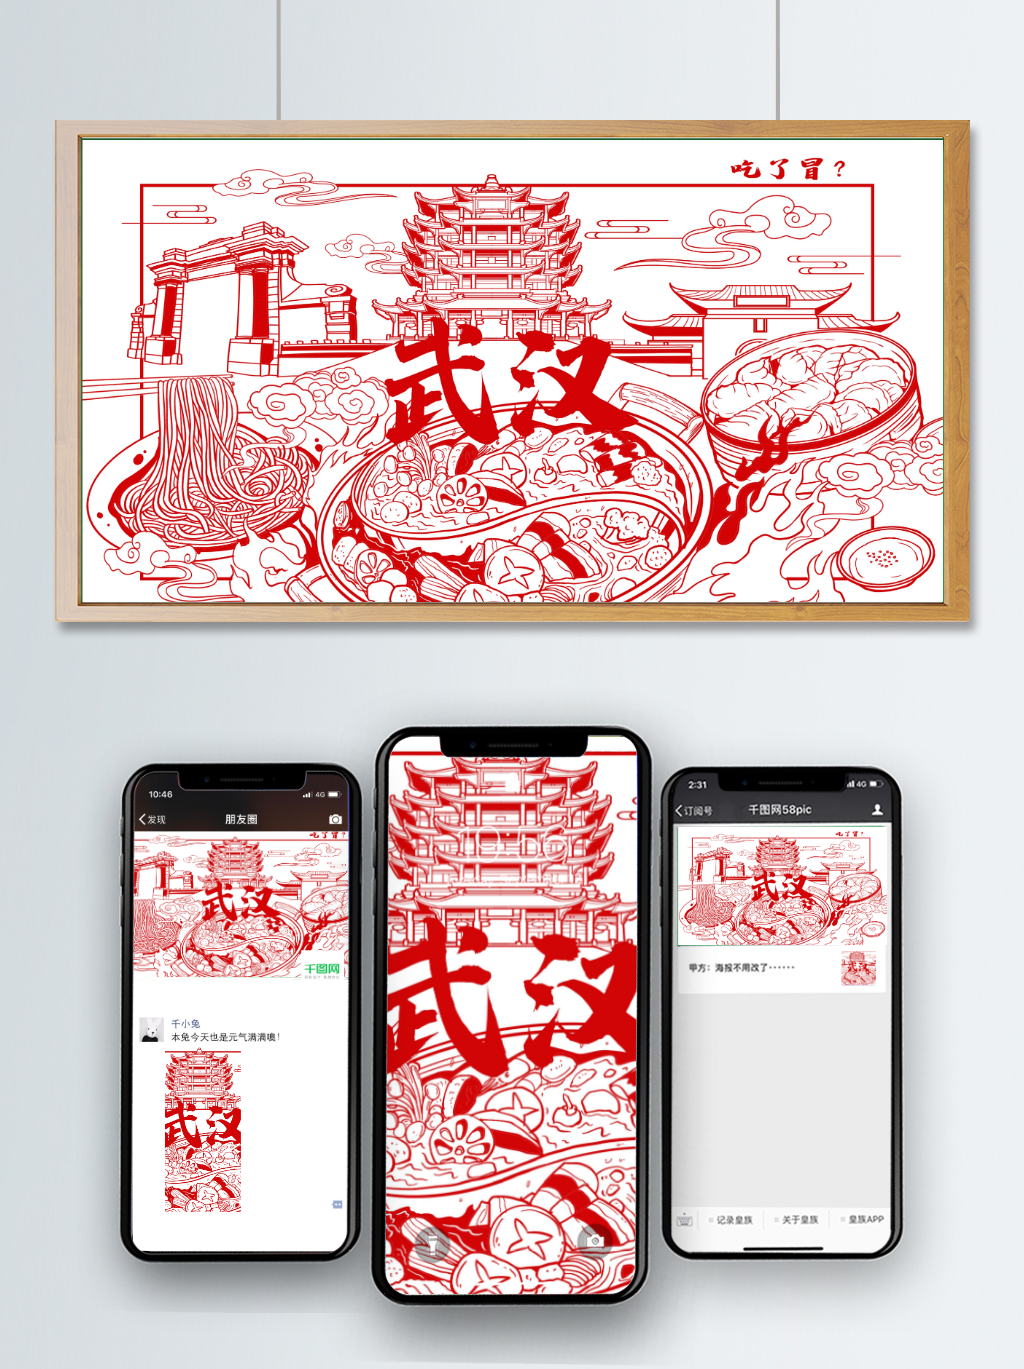 吃了冒？
武汉
10:46
4G
发现
朋友圈
吃了冒？
武汉
千图网
千小兔
本兔今天也是元气满满噢！
武汉
武汉
2:31
4G
订阅号
千图网58pic
吃了冒？
武汉
甲方：海报不用改了······
武汉
记录皇族
关于皇族
皇族APP